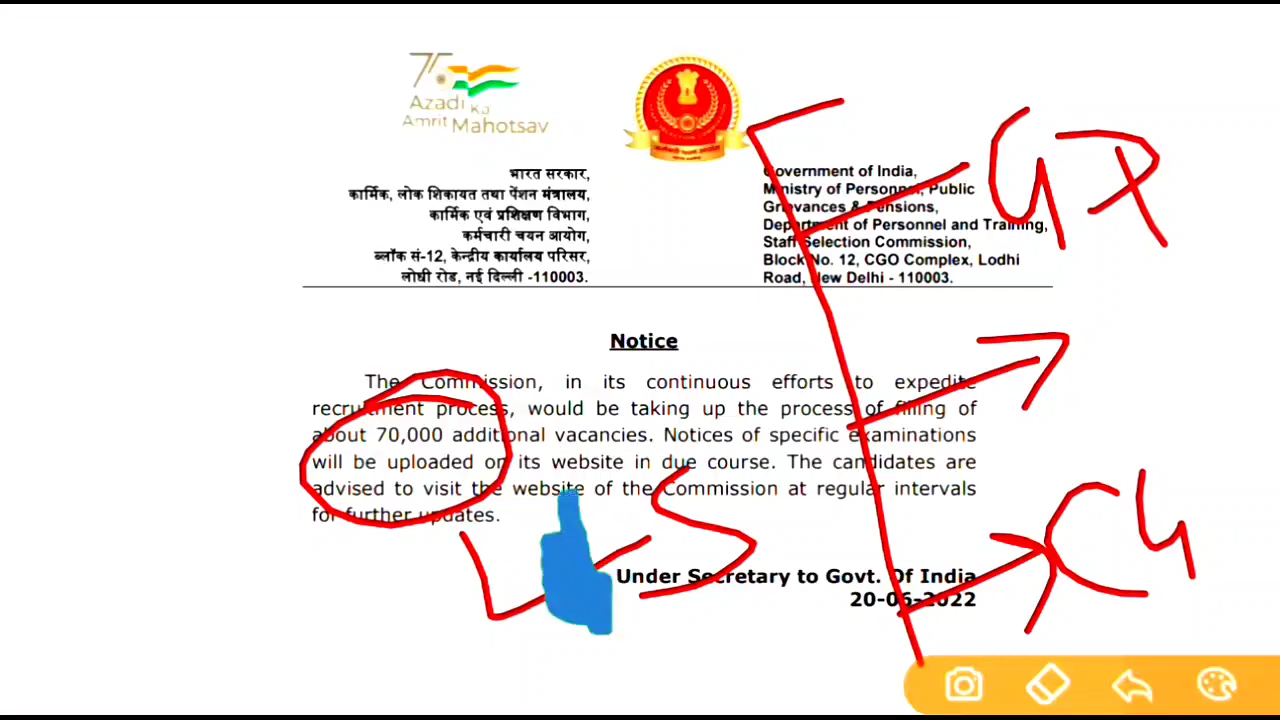 Azadi Ka
Amrit Mahotsav
भारत सरकार,
कार्मिक, लोक शिकायत तथा पेंशन मंत्रालय,
कार्मिक एवं प्रशिक्षण विभाग,
कर्मचारी चयन आयोग,
ब्लॉक सं-12, केन्द्रीय कार्यालय परिसर,
लोधी रोड, नई दिल्ली -110003.
Government of India,
Ministry of Personnel, Public
Grievances & Pensions,
Department of Personnel and Training,
Staff Selection Commission,
Block No. 12, CGO Complex, Lodhi
Road, New Delhi - 110003.
Notice
The Commission, in its continuous efforts to expedite
recruitment process, would be taking up the process of filling of
about 70,000 additional vacancies. Notices of specific examinations
will be uploaded on its website in due course. The candidates are
advised to visit the website of the Commission at regular intervals
for further updates.
Under Secretary to Govt. Of India
20-06-2022